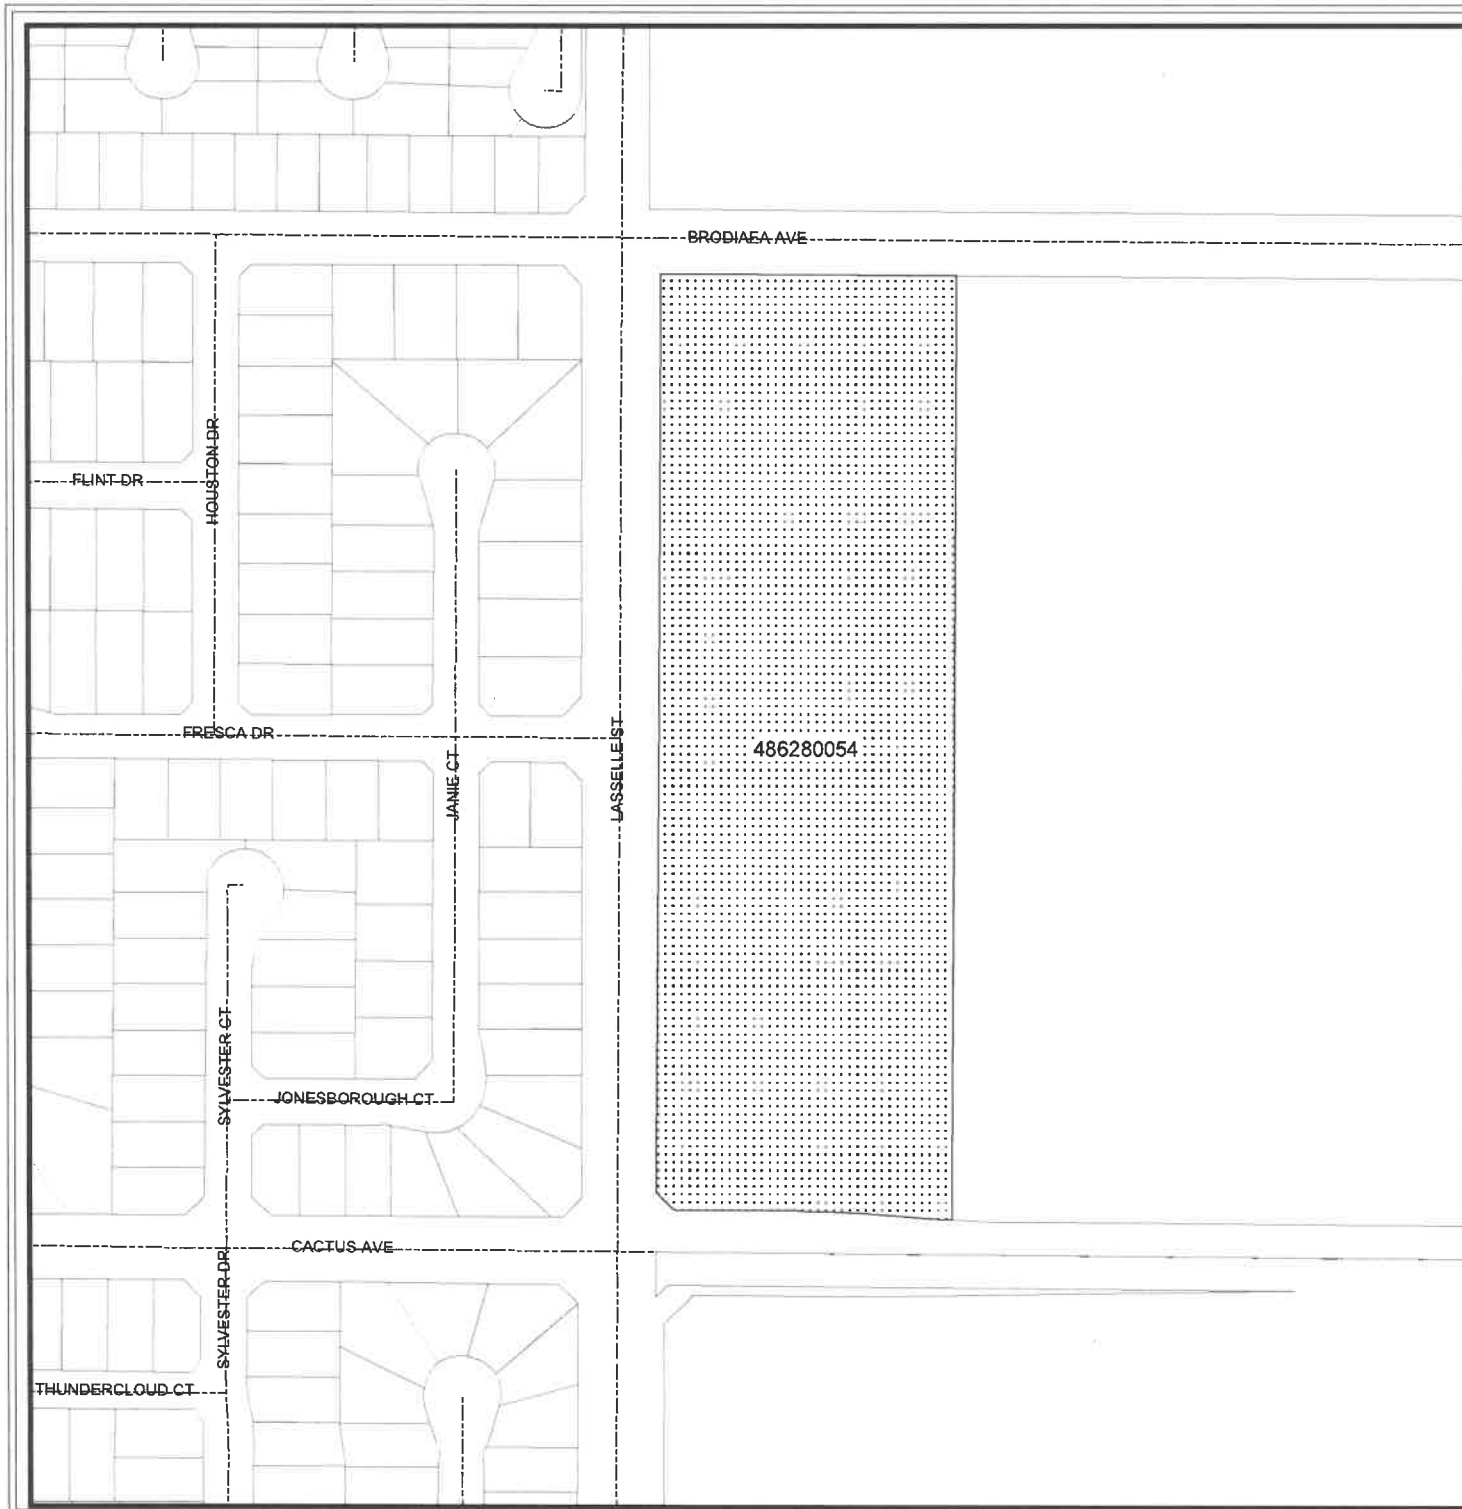 BRODIAEA AVE
HOUSTON DR
FLINT DR
FRESCA DR
LASSELLE ST
JANIE CT
486280054
SYLVESTER CT
JONESBOROUGH CT
CACTUS AVE
SYLVESTER DR
THUNDERCLOUD CT